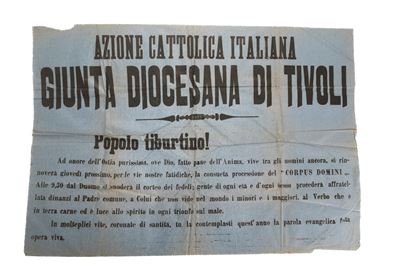 AZIONE CATTOLICA ITALIANA
GIUNTA DIOCESANA DI TIVOLI
Popolo tiburtino!
Ad onore dell'Ostia purissima, ove Dio, fatto pane dell'Anima, vive tra gli uomini ancora, si rin-
noverà giovedì prossimo, per le vie nostre fatidiche, la consueta processione del "CORPUS DOMINI„.
Alle 9,30 dal Duomo si snoderà il corteo dei fedeli; gente di ogni età e d'ogni sesso procederà affratel-
lata dinanzi al Padre comune, a Colui che non vide nel mondo i minori e i maggiori, al Verbo che è
in terra carne ed è luce allo spirito in ogni trionfo sul male.
In molteplici vite, coronate di santità, tu la contemplasti quest'anno la parola evangelica fatta
opera viva.